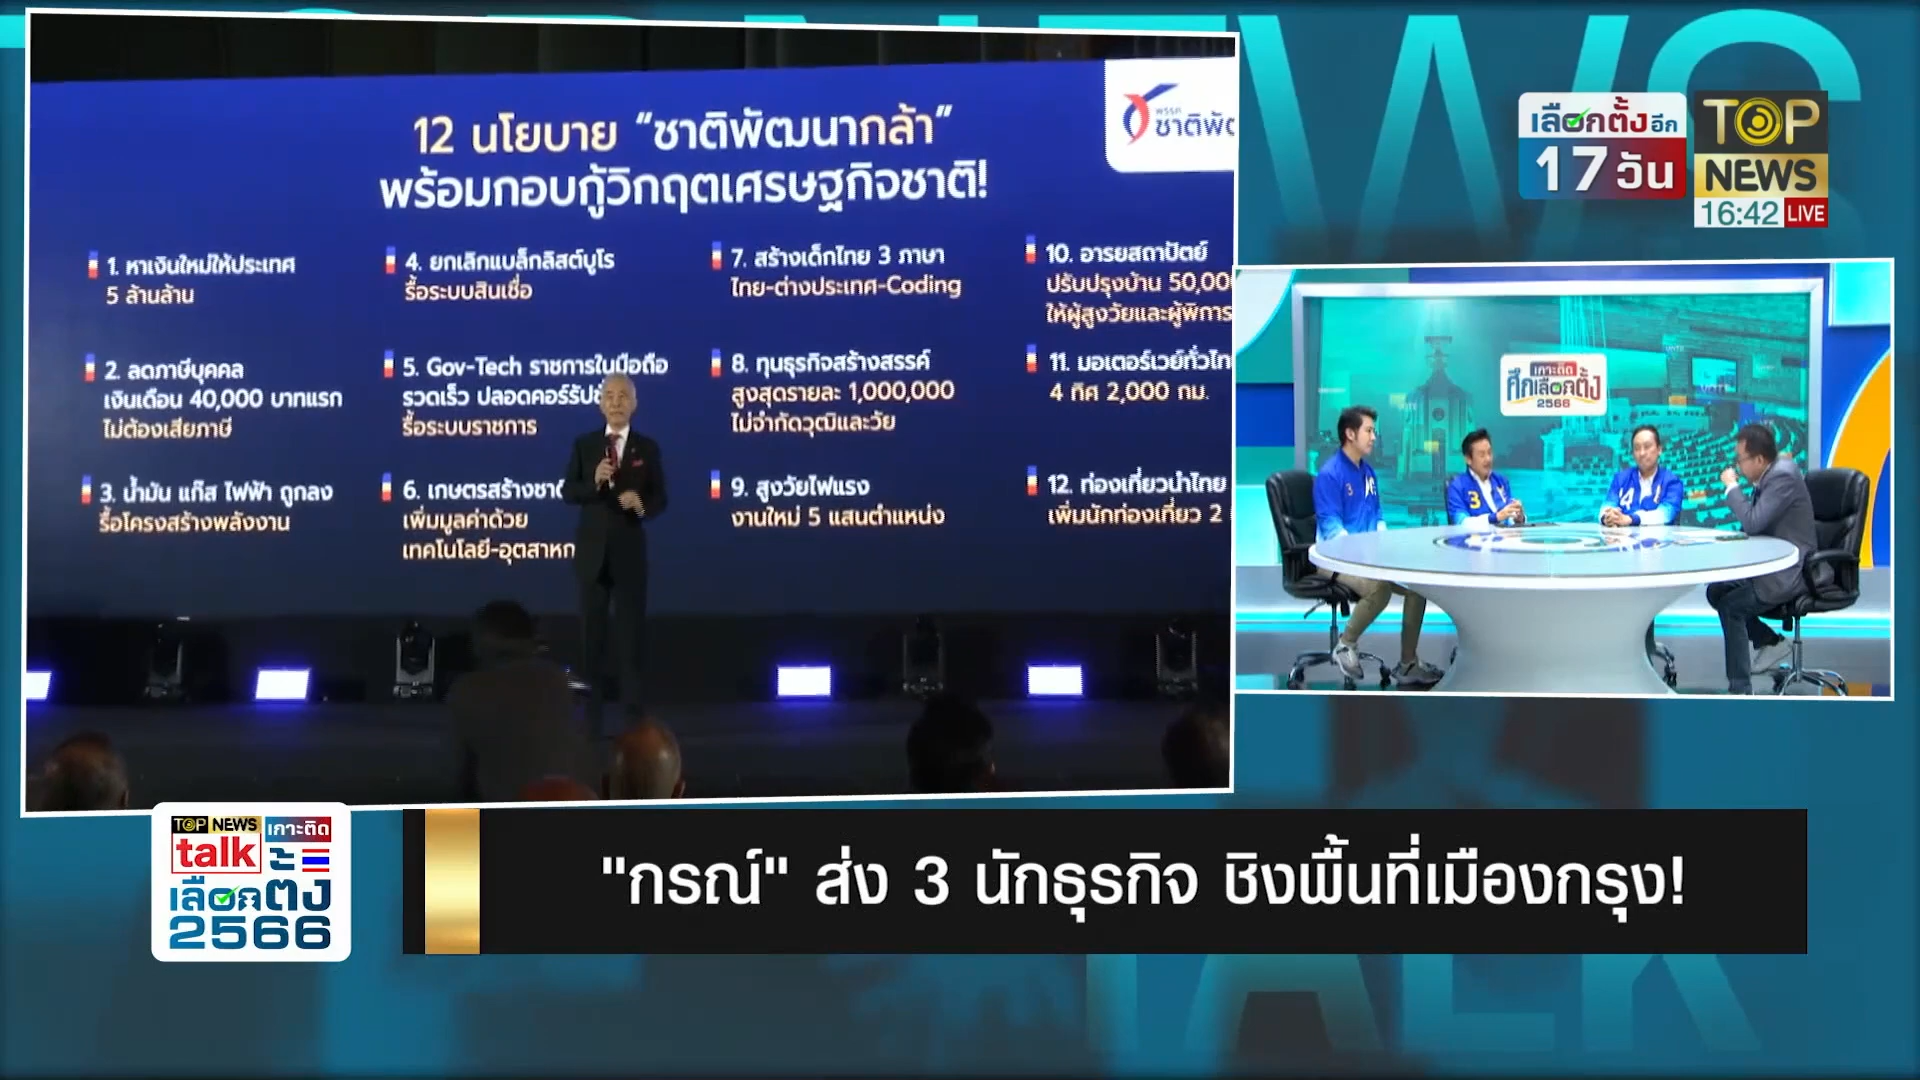 12 นโยบาย “ชาติพัฒนากล้า”
พร้อมกอบกู้วิกฤตเศรษฐกิจชาติ!
พรรค
ชาติพัฒ
1. หาเงินใหม่ให้ประเทศ
5 ล้านล้าน
2. ลดภาษีบุคคล
เงินเดือน 40,000 บาทแรก
ไม่ต้องเสียภาษี
3. น้ำมัน แก๊ส ไฟฟ้า ถูกลง
รื้อโครงสร้างพลังงาน
4. ยกเลิกแบล็กลิสต์บูโร
รื้อระบบสินเชื่อ
5. Gov-Tech ราชการในมือถือ
รวดเร็ว ปลอดคอร์รัปชั
รื้อระบบราชการ
6. เกษตรสร้างชาติ
เพิ่มมูลค่าด้วย
เทคโนโลยี-อุตสาหก
7. สร้างเด็กไทย 3 ภาษา
ไทย-ต่างประเทศ-Coding
8. ทุนธุรกิจสร้างสรรค์
สูงสุดรายละ 1,000,000
ไม่จำกัดวุฒิและวัย
9. สูงวัยไฟแรง
งานใหม่ 5 แสนตำแหน่ง
10. อารยสถาปัตย์
ปรับปรุงบ้าน 50,00
ให้ผู้สูงวัยและผู้พิการ
11. มอเตอร์เวย์ทั่วไท
4 ทิศ 2,000 กม.
12. ท่องเที่ยวนำไทย
เพิ่มนักท่องเที่ยว 2
เลือกตั้งอีก
17 วัน
TOP
NEWS
16:42 LIVE
เกาะติด
ศึกเลือกตั้ง
2566
3
3
14
TOP NEWS เกาะติด
talk
เลือกตั้ง
2566
"กรณ์" ส่ง 3 นักธุรกิจ ชิงพื้นที่เมืองกรุง!